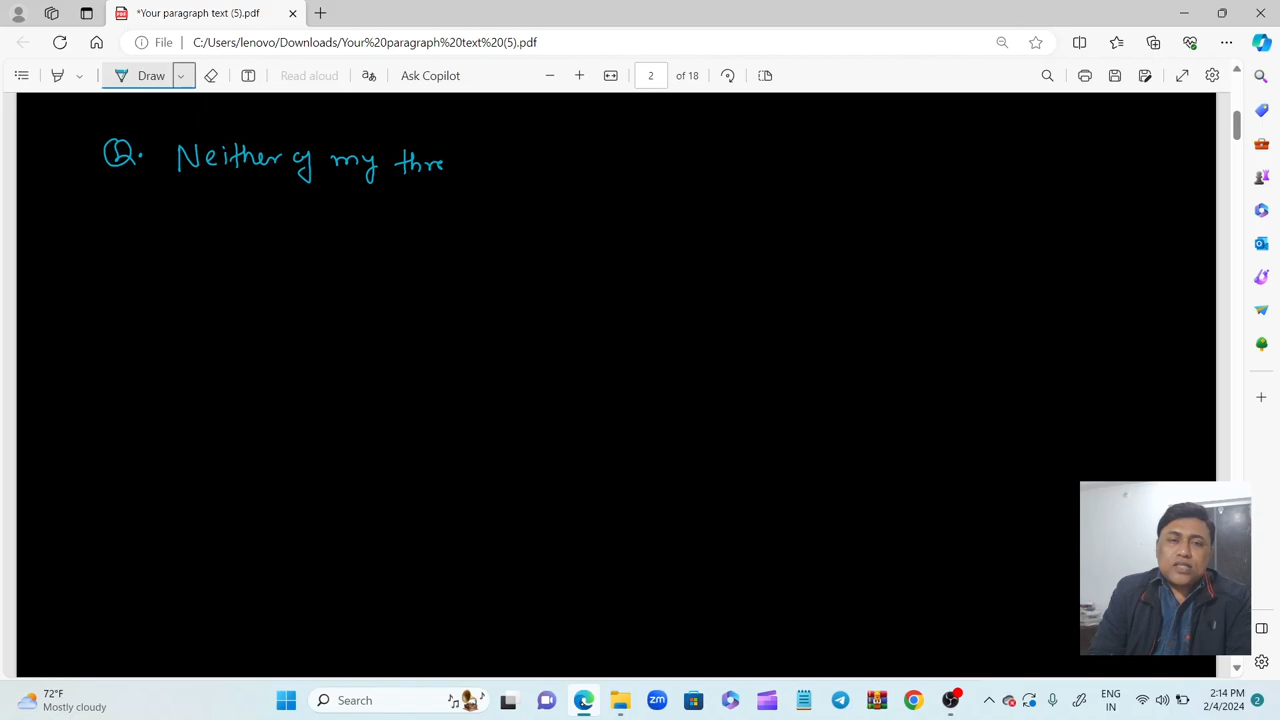 *Your paragraph text (5).pdf
File C:/Users/lenovo/Downloads/Your%20paragraph%20text%20(5).pdf
Draw Read aloud Ask Copilot 2 of 18
Q. Neither of my thre
72°F
Mostly cloudy
Search
ENG
IN
2:14 PM
2/4/2024
2